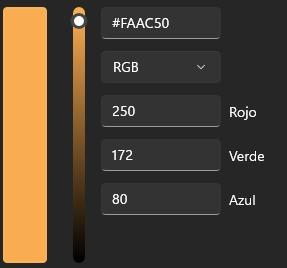 #FAAC50
RGB
250 Rojo
172 Verde
80 Azul